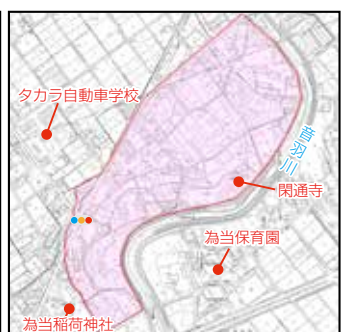 タカラ自動車学校
音羽川
閑通寺
為当保育園
為当稲荷神社